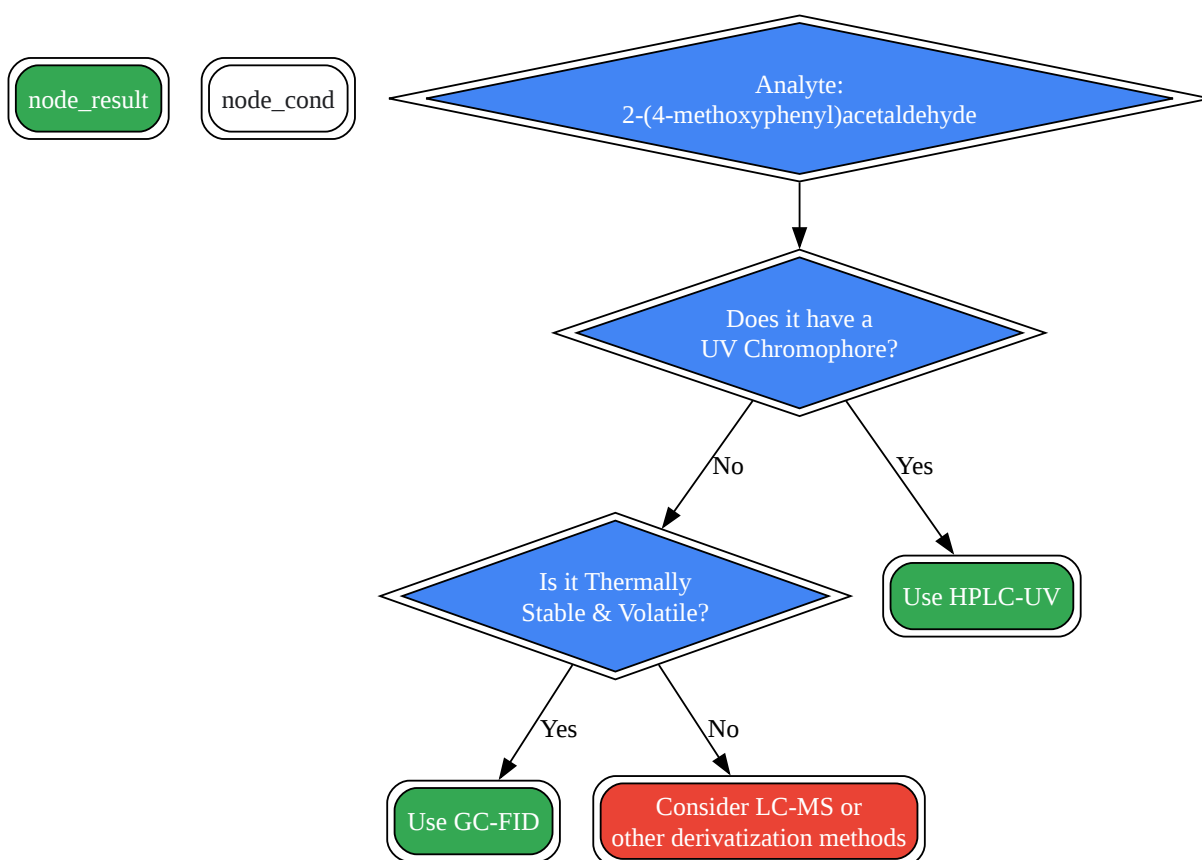 node_result
node_cond
Analyte:
2-(4-methoxyphenyl)acetaldehyde
Does it have a
UV Chromophore?
No
Yes
Is it Thermally
Stable & Volatile?
Use HPLC-UV
Yes
No
Use GC-FID
Consider LC-MS or
other derivatization methods